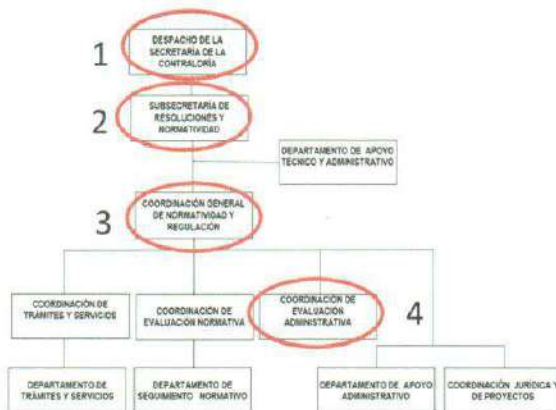 1
DESPACHO DE LA
SECRETARÍA DE LA
CONTRALORÍA
2
SUBSECRETARÍA DE
RESOLUCIONES Y
NORMATIVIDAD
DEPARTAMENTO DE APOYO
TÉCNICO Y ADMINISTRATIVO
3
COORDINACIÓN GENERAL
DE NORMATIVIDAD Y
REGULACIÓN
COORDINACIÓN DE
TRÁMITES Y SERVICIOS
COORDINACIÓN DE
EVALUACIÓN NORMATIVA
COORDINACIÓN DE
EVALUACIÓN
ADMINISTRATIVA
4
DEPARTAMENTO DE
TRÁMITES Y SERVICIOS
DEPARTAMENTO DE
SEGUIMIENTO NORMATIVO
DEPARTAMENTO DE APOYO
ADMINISTRATIVO
COORDINACIÓN JURÍDICA Y
DE PROYECTOS